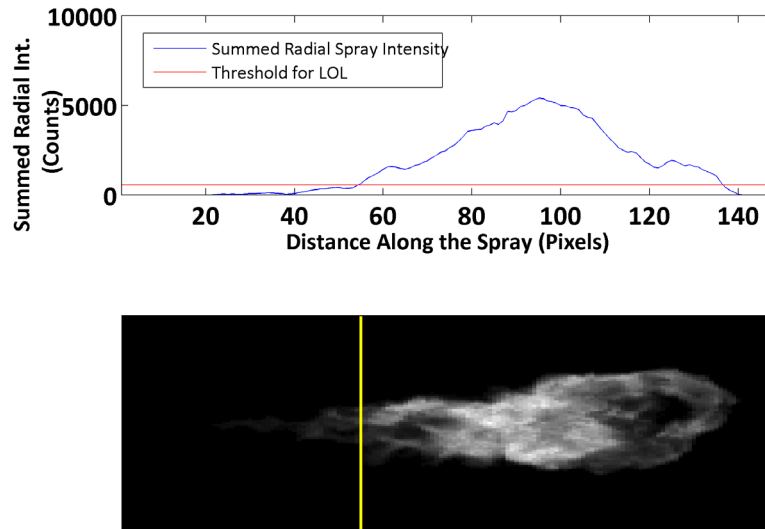 10000
5000
0
Summed Radial Int.
(Counts)
Summed Radial Spray Intensity
Threshold for LOL
20 40 60 80 100 120 140
Distance Along the Spray (Pixels)